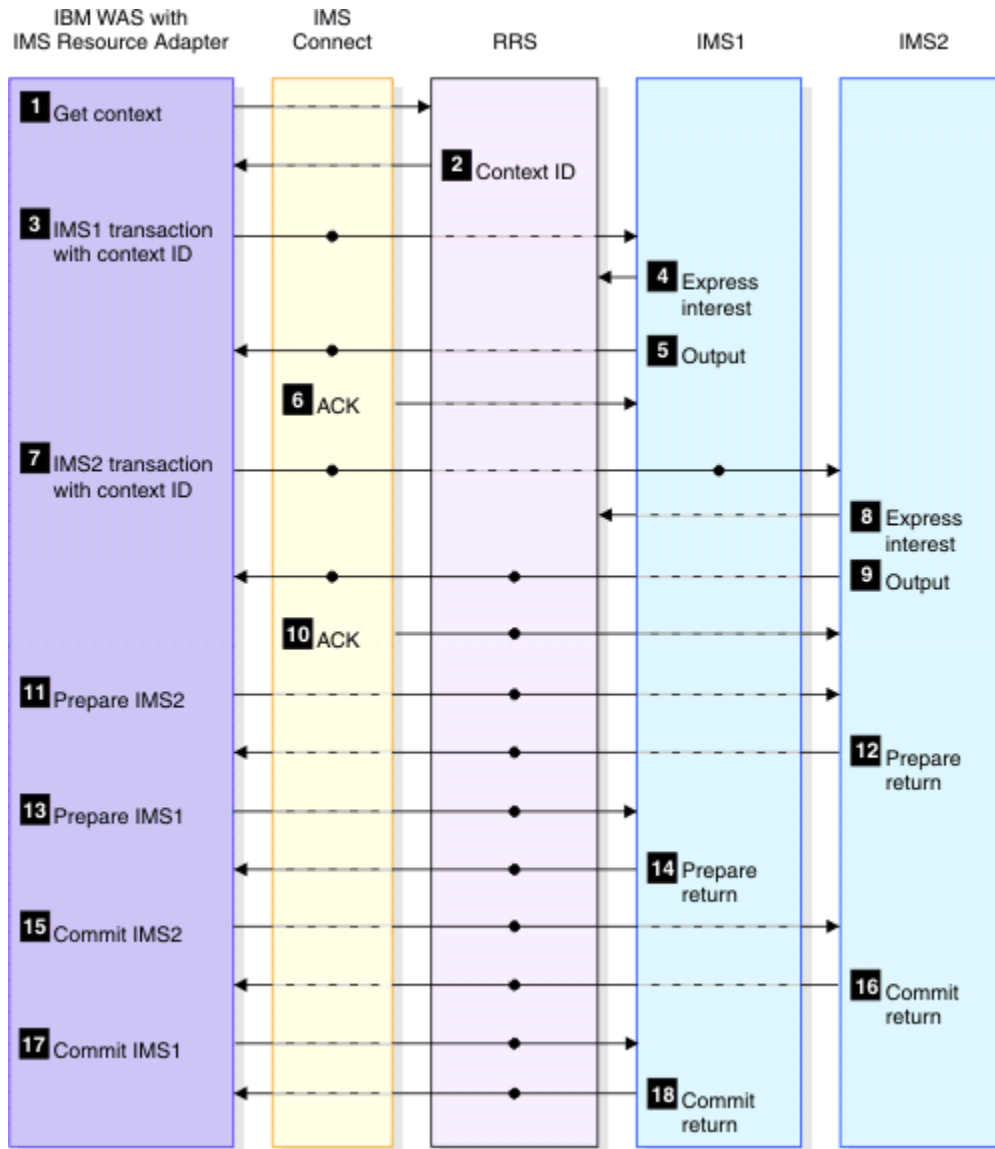 IBM WAS with
IMS Resource Adapter
IMS
Connect
RRS
IMS1
IMS2
1 Get context
2 Context ID
3 IMS1 transaction
with context ID
4 Express
interest
5 Output
6 ACK
7 IMS2 transaction
with context ID
8 Express
interest
9 Output
10 ACK
11 Prepare IMS2
12 Prepare
return
13 Prepare IMS1
14 Prepare
return
15 Commit IMS2
16 Commit
return
17 Commit IMS1
18 Commit
return